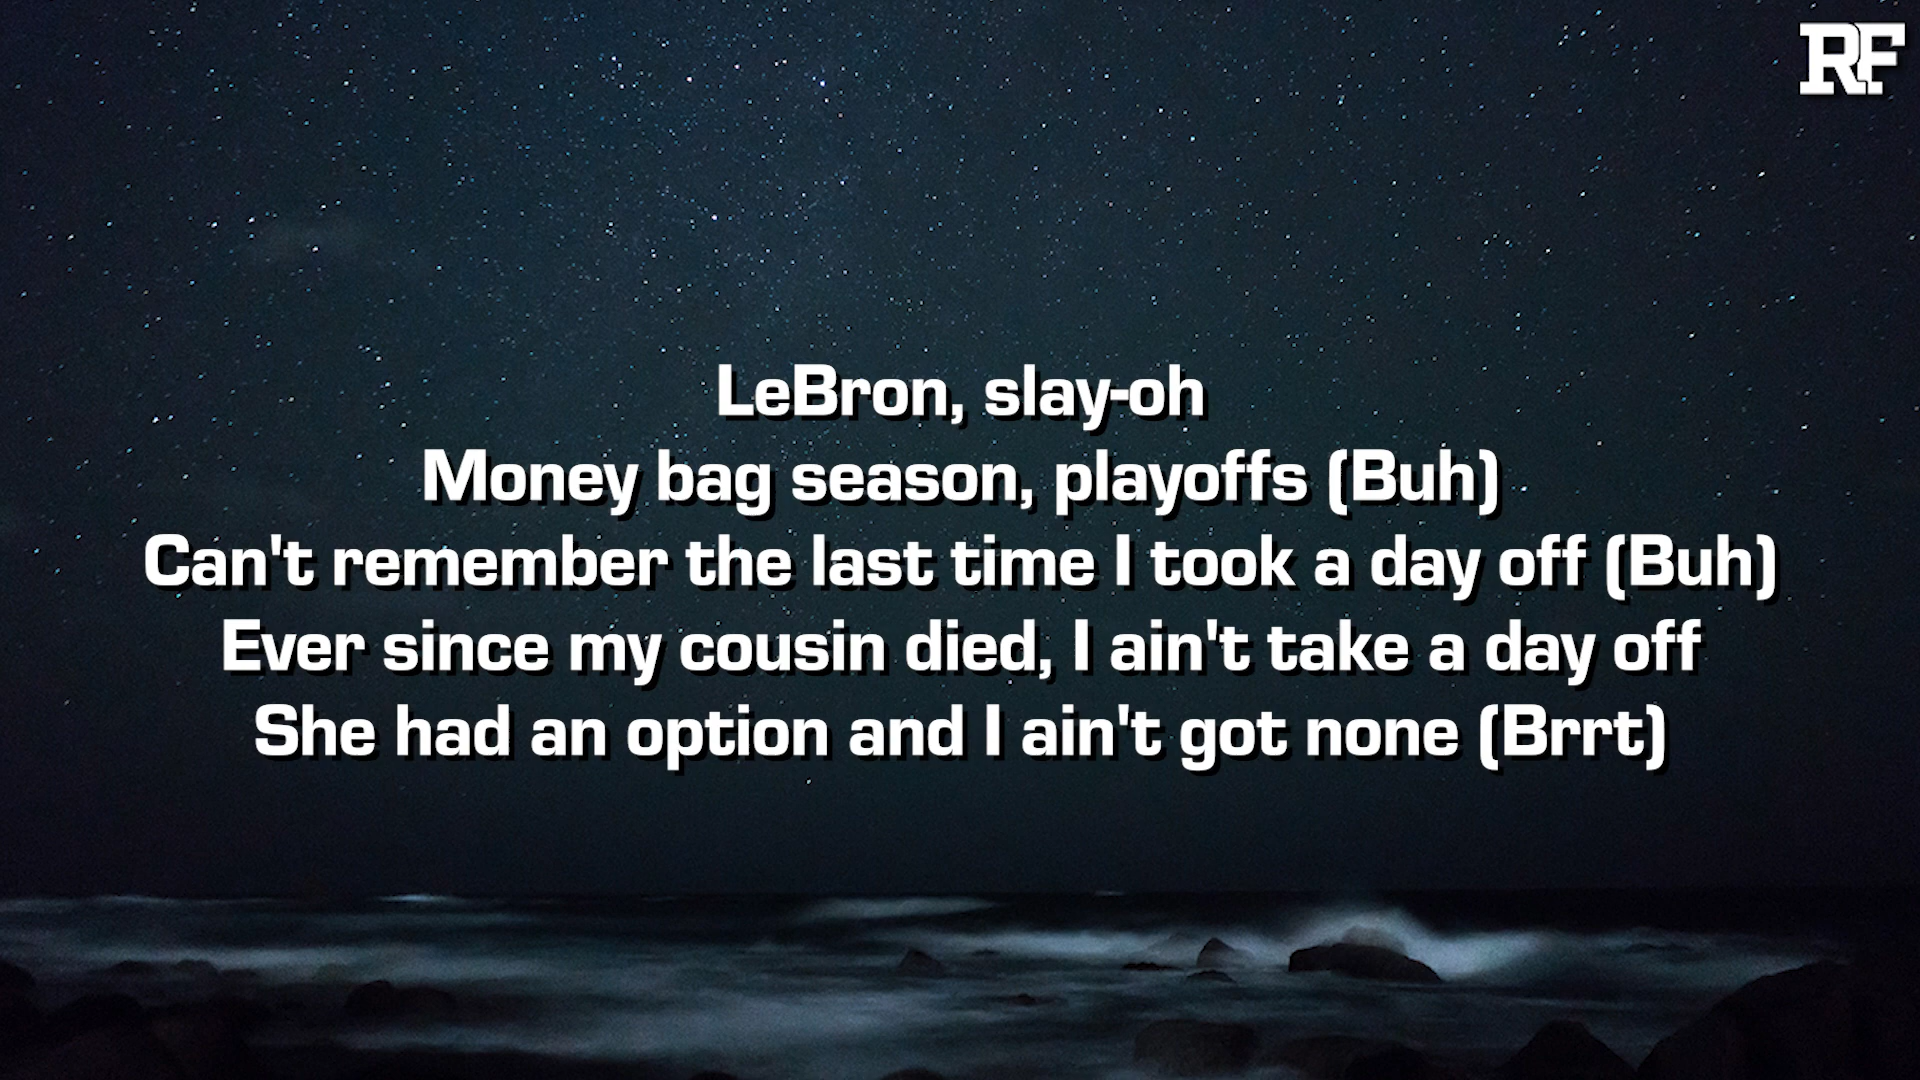 RF
LeBron, slay-oh
Money bag season, playoffs (Buh)
Can't remember the last time I took a day off (Buh)
Ever since my cousin died, I ain't take a day off
She had an option and I ain't got none (Brrt)